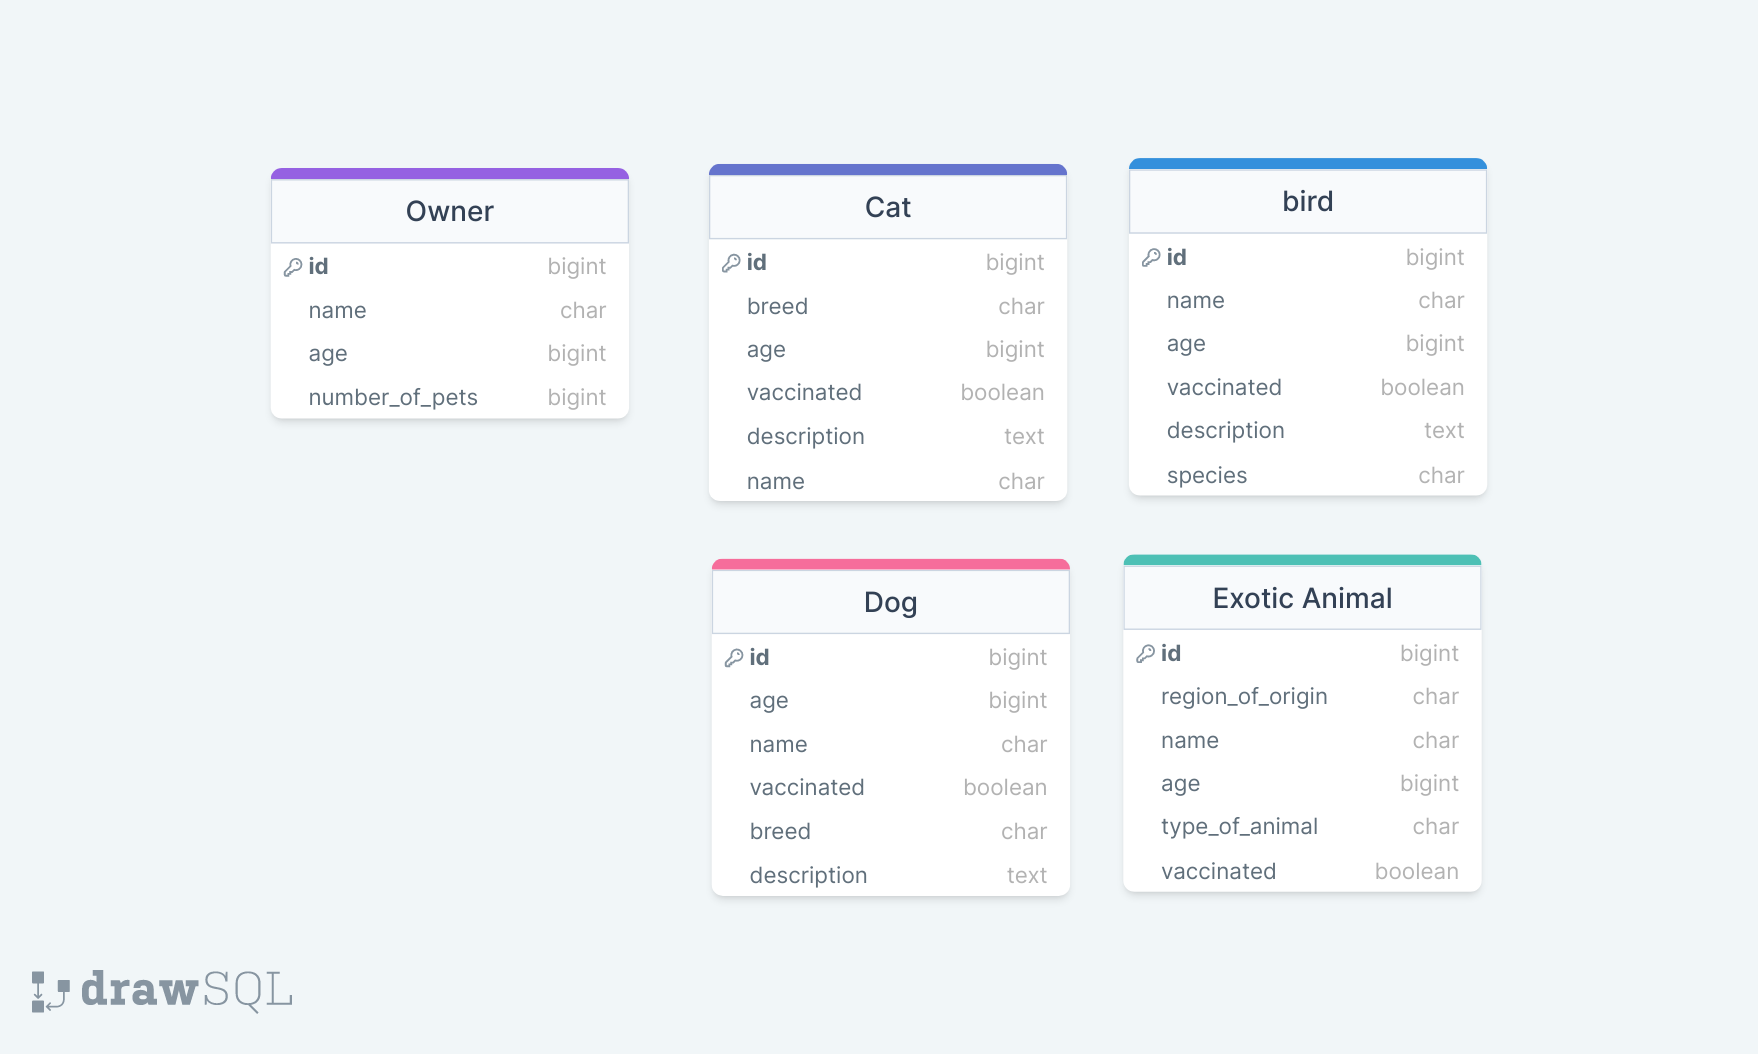 Owner
id bigint
name char
age bigint
number_of_pets bigint
Cat
id bigint
breed char
age bigint
vaccinated boolean
description text
name char
bird
id bigint
name char
age bigint
vaccinated boolean
description text
species char
Dog
id bigint
age bigint
name char
vaccinated boolean
breed char
description text
Exotic Animal
id bigint
region_of_origin char
name char
age bigint
type_of_animal char
vaccinated boolean
drawSQL